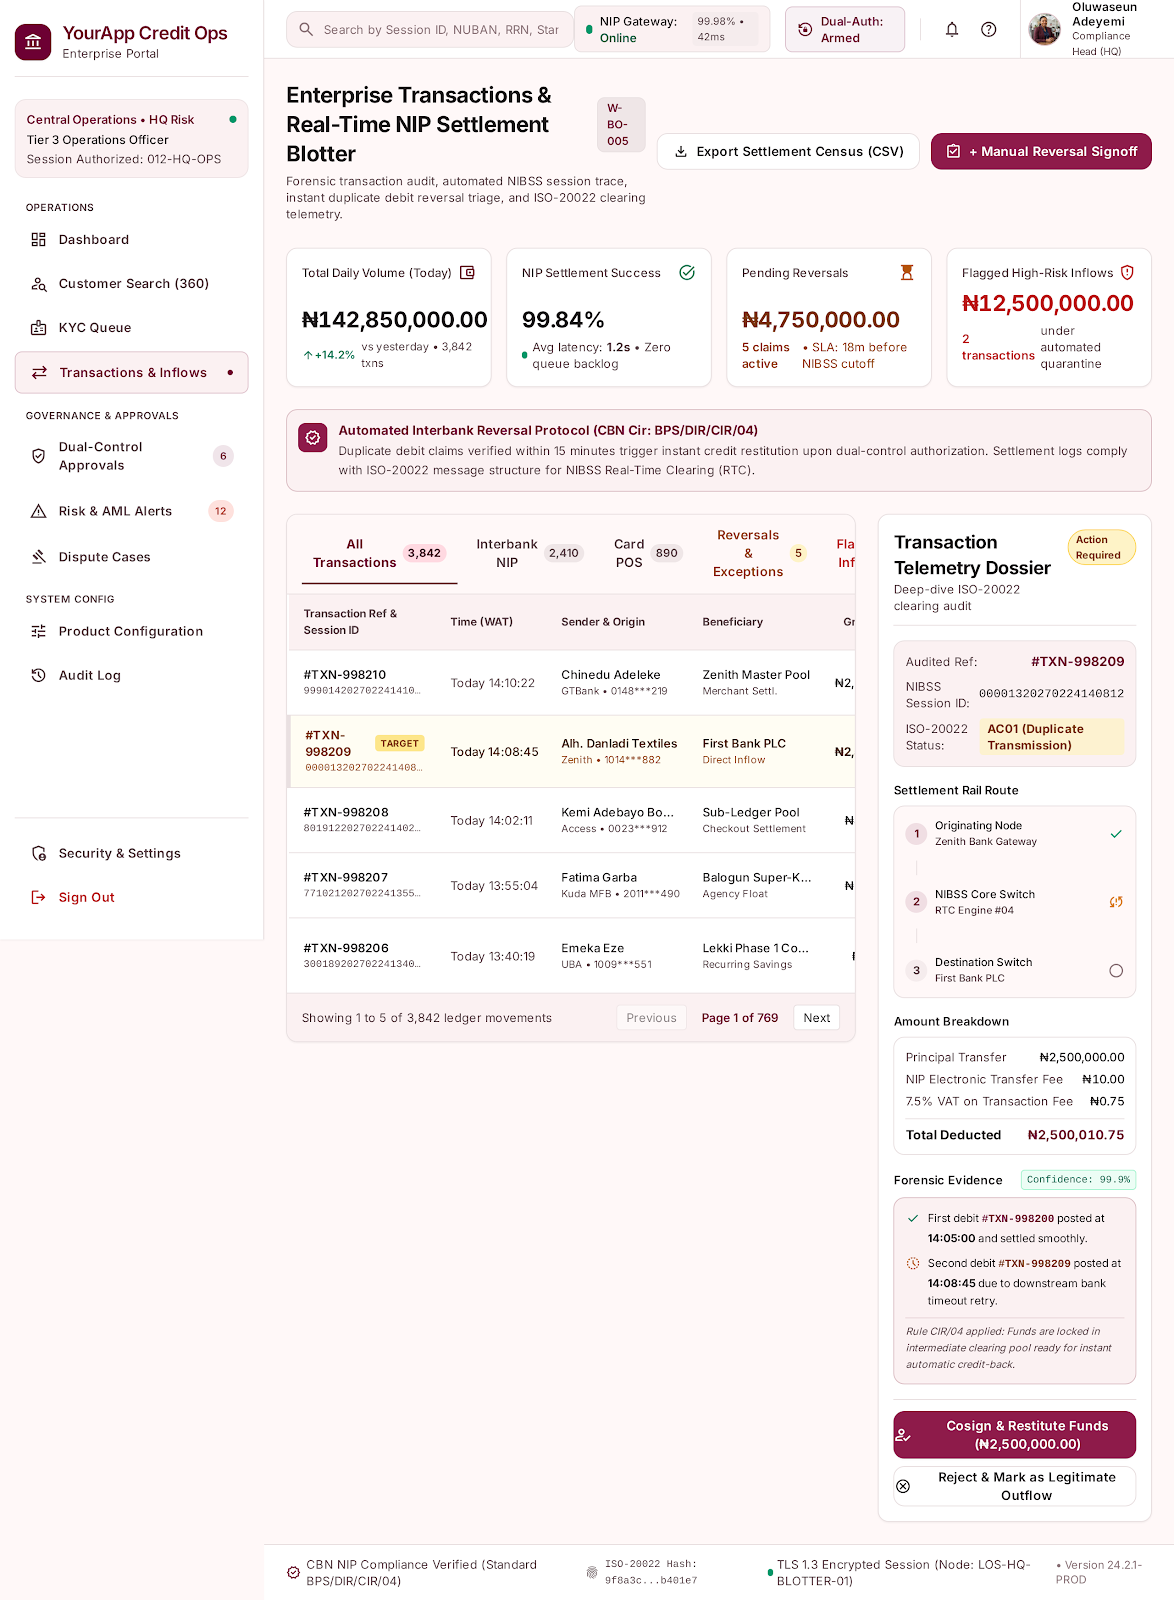 YourApp Credit Ops
Enterprise Portal
Central Operations • HQ Risk
Tier 3 Operations Officer
Session Authorized: 012-HQ-OPS
OPERATIONS
Dashboard
Customer Search (360)
KYC Queue
Transactions & Inflows
GOVERNANCE & APPROVALS
Dual-Control
Approvals
6
Risk & AML Alerts
12
Dispute Cases
SYSTEM CONFIG
Product Configuration
Audit Log
Security & Settings
Sign Out
Search by Session ID, NUBAN, RRN, Star
NIP Gateway:
Online
99.98% •
42ms
Dual-Auth:
Armed
Oluwaseun
Adeyemi
Compliance
Head (HQ)
Enterprise Transactions &
Real-Time NIP Settlement
Blotter
W-
BO-
005
Forensic transaction audit, automated NIBSS session trace,
instant duplicate debit reversal triage, and ISO-20022 clearing
telemetry.
Export Settlement Census (CSV)
+ Manual Reversal Signoff
Total Daily Volume (Today)
₦142,850,000.00
+14.2%
vs yesterday • 3,842
txns
NIP Settlement Success
99.84%
Avg latency: 1.2s • Zero
queue backlog
Pending Reversals
₦4,750,000.00
5 claims
active
• SLA: 18m before
NIBSS cutoff
Flagged High-Risk Inflows
₦12,500,000.00
2
transactions
under
automated
quarantine
Automated Interbank Reversal Protocol (CBN Cir: BPS/DIR/CIR/04)
Duplicate debit claims verified within 15 minutes trigger instant credit restitution upon dual-control authorization. Settlement logs comply
with ISO-20022 message structure for NIBSS Real-Time Clearing (RTC).
All
Transactions
3,842
Interbank
NIP
2,410
Card
POS
890
Reversals
&
Exceptions
5
Fla
Inf
Transaction Ref &
Session ID
Time (WAT)
Sender & Origin
Beneficiary
Gr
#TXN-998210
999014202702241410…
Today 14:10:22
Chinedu Adeleke
GTBank • 0148***219
Zenith Master Pool
Merchant Settl.
₦2,
#TXN-
998209
TARGET
000013202702241408…
Today 14:08:45
Alh. Danladi Textiles
Zenith • 1014***882
First Bank PLC
Direct Inflow
₦2,
#TXN-998208
801912202702241402…
Today 14:02:11
Kemi Adebayo Bo…
Access • 0023***912
Sub-Ledger Pool
Checkout Settlement
₦
#TXN-998207
771021202702241355…
Today 13:55:04
Fatima Garba
Kuda MFB • 2011***490
Balogun Super-K…
Agency Float
₦
#TXN-998206
300189202702241340…
Today 13:40:19
Emeka Eze
UBA • 1009***551
Lekki Phase 1 Co…
Recurring Savings
Showing 1 to 5 of 3,842 ledger movements
Previous
Page 1 of 769
Next
Transaction
Telemetry Dossier
Action
Required
Deep-dive ISO-20022
clearing audit
Audited Ref:
#TXN-998209
NIBSS
Session ID:
00001320270224140812
ISO-20022
Status:
AC01 (Duplicate
Transmission)
Settlement Rail Route
1
Originating Node
Zenith Bank Gateway
2
NIBSS Core Switch
RTC Engine #04
3
Destination Switch
First Bank PLC
Amount Breakdown
Principal Transfer
₦2,500,000.00
NIP Electronic Transfer Fee
₦10.00
7.5% VAT on Transaction Fee
₦0.75
Total Deducted
₦2,500,010.75
Forensic Evidence
Confidence: 99.9%
First debit #TXN-998200 posted at
14:05:00 and settled smoothly.
Second debit #TXN-998209 posted at
14:08:45 due to downstream bank
timeout retry.
Rule CIR/04 applied: Funds are locked in
intermediate clearing pool ready for instant
automatic credit-back.
Cosign & Restitute Funds
(₦2,500,000.00)
Reject & Mark as Legitimate
Outflow
CBN NIP Compliance Verified (Standard
BPS/DIR/CIR/04)
ISO-20022 Hash:
9f8a3c...b401e7
TLS 1.3 Encrypted Session (Node: LOS-HQ-
BLOTTER-01)
• Version 24.2.1-
PROD